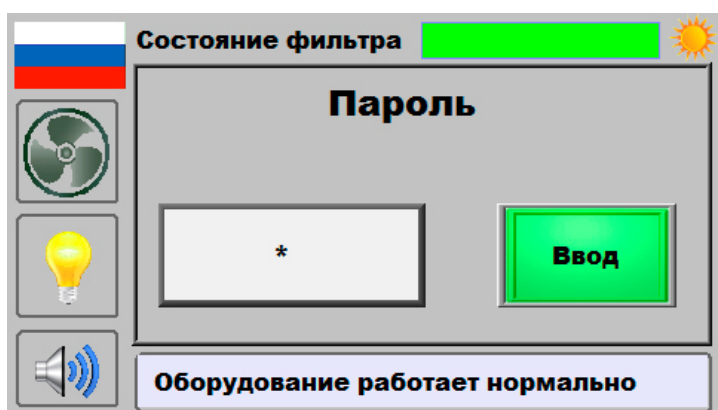 Состояние фильтра
Пароль
*
Ввод
Оборудование работает нормально